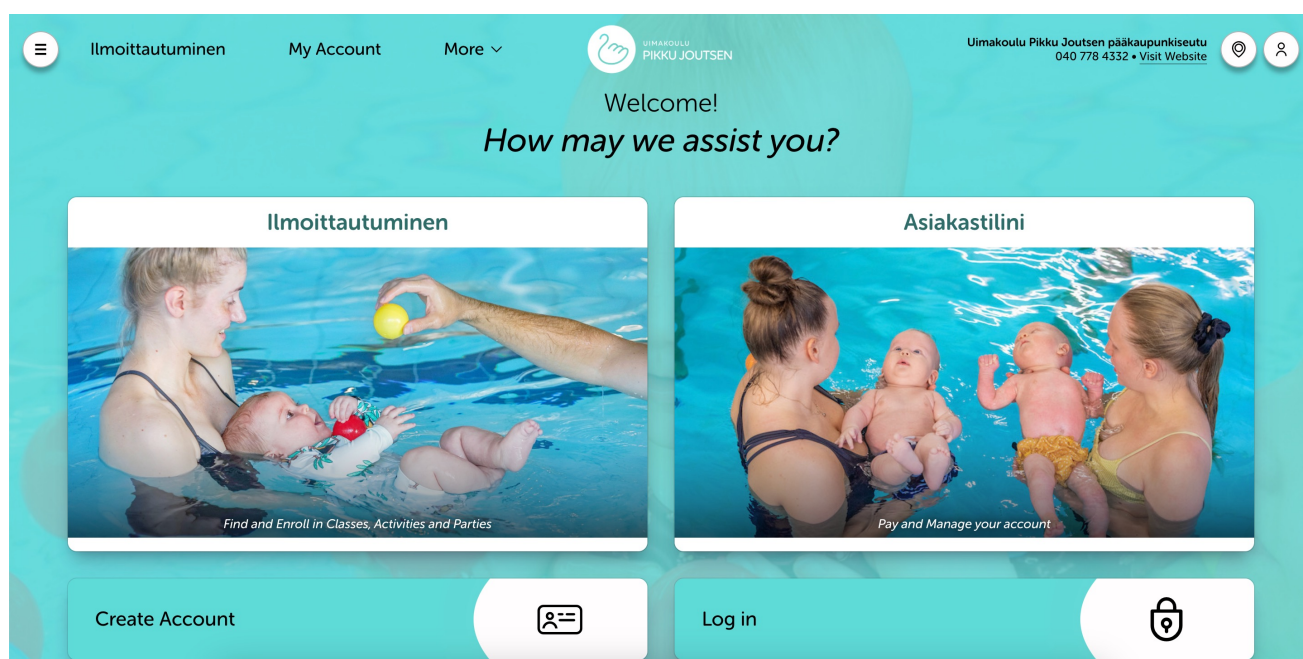 Ilmoittautuminen
My Account
More
UIMAKOULU
PIKKU JOUTSEN
Uimakoulu Pikku Joutsen pääkaupunkiseutu
040 778 4332 • Visit Website
Welcome!
How may we assist you?
Ilmoittautuminen
Find and Enroll in Classes, Activities and Parties
Asiakastilini
Pay and Manage your account
Create Account
Log in